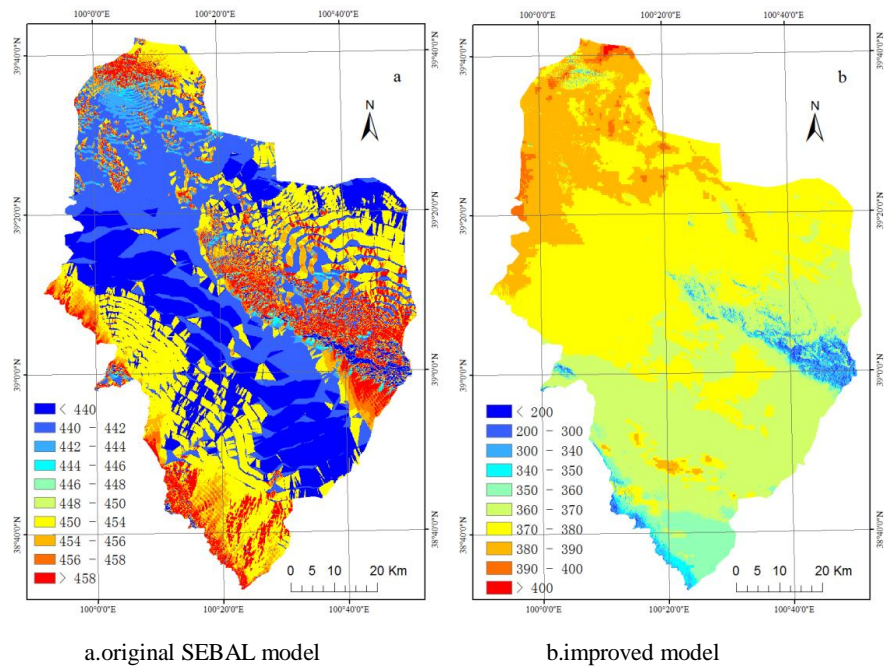 100°0'0"E 100°20'0"E 100°40'0"E
39°40'0"N
39°20'0"N
39°0'0"N
38°40'0"N
a
N
< 440
440 - 442
442 - 444
444 - 446
446 - 448
448 - 450
450 - 454
454 - 456
456 - 458
> 458
0 5 10 20 Km
39°40'0"N
39°20'0"N
39°0'0"N
38°40'0"N
100°0'0"E 100°20'0"E 100°40'0"E
100°0'0"E 100°20'0"E 100°40'0"E
39°40'0"N
39°20'0"N
39°0'0"N
38°40'0"N
b
N
< 200
200 - 300
300 - 340
340 - 350
350 - 360
360 - 370
370 - 380
380 - 390
390 - 400
> 400
0 5 10 20 Km
39°40'0"N
39°20'0"N
39°0'0"N
38°40'0"N
100°0'0"E 100°20'0"E 100°40'0"E
a.original SEBAL model
b.improved model